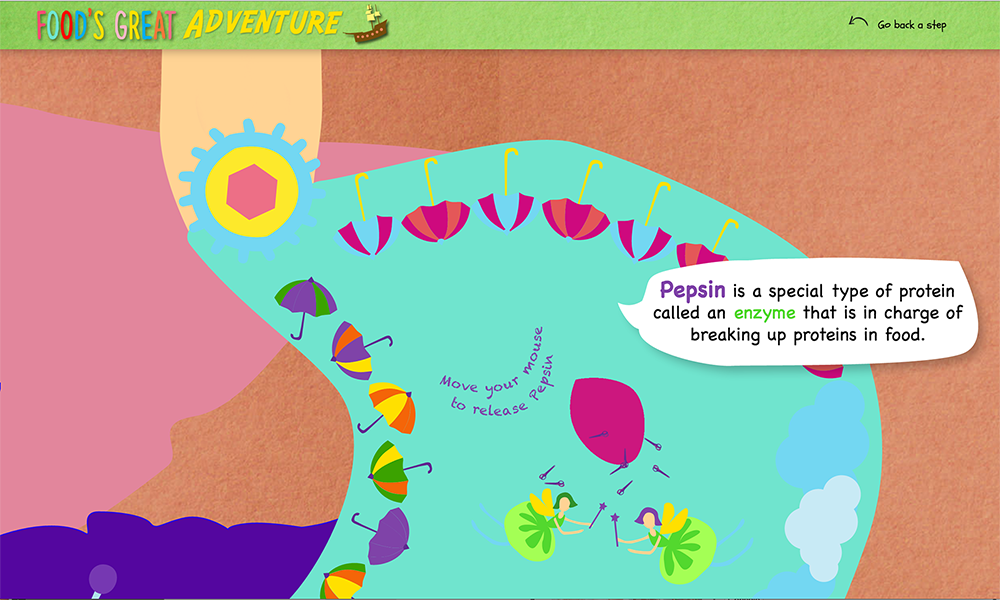 FOOD'S GREAT ADVENTURE
Go back a step
Pepsin is a special type of protein
called an enzyme that is in charge of
breaking up proteins in food.
Move your mouse
to release Pepsin